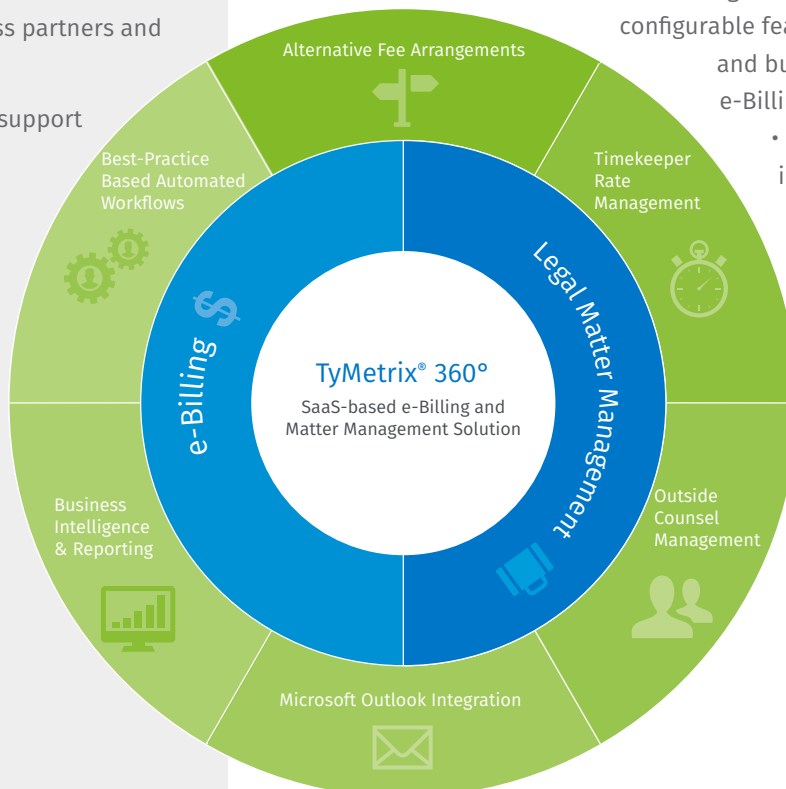 ss partners and
support
configurable fea
and bu
e-Billi
•
i
Alternative Fee Arrangements
Best-Practice
Based Automated
Workflows
Timekeeper
Rate
Management
e-Billing $
Legal Matter Management
TyMetrix® 360°
SaaS-based e-Billing and
Matter Management Solution
Business
Intelligence
& Reporting
Outside
Counsel
Management
Microsoft Outlook Integration